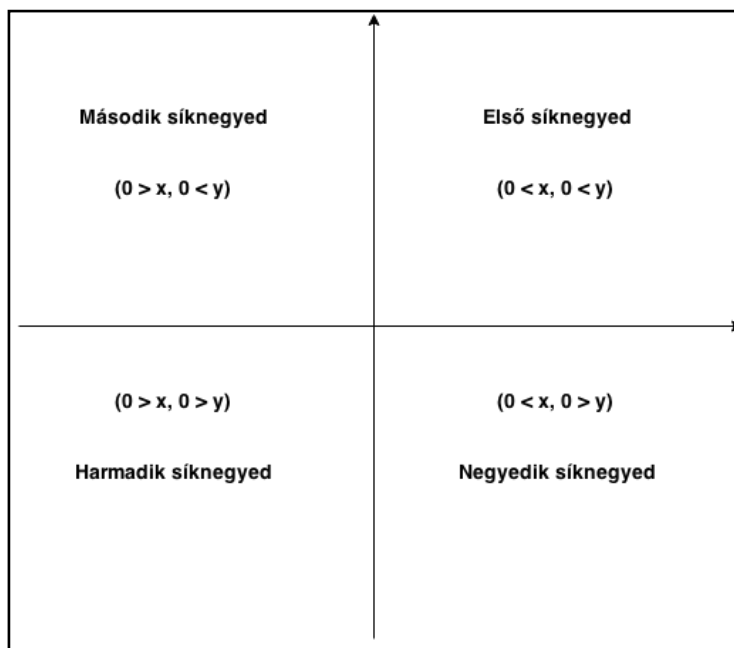 Második síknegyed
(0 > x, 0 < y)
Első síknegyed
(0 < x, 0 < y)
(0 > x, 0 > y)
Harmadik síknegyed
(0 < x, 0 > y)
Negyedik síknegyed